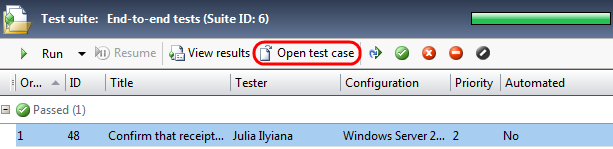 Test suite: End-to-end tests (Suite ID: 6)
Run Resume View results Open test case
Or... ID Title Tester Configuration Priority Automated
Passed (1)
1 48 Confirm that receipt... Julia Ilyiana Windows Server 2... 2 No